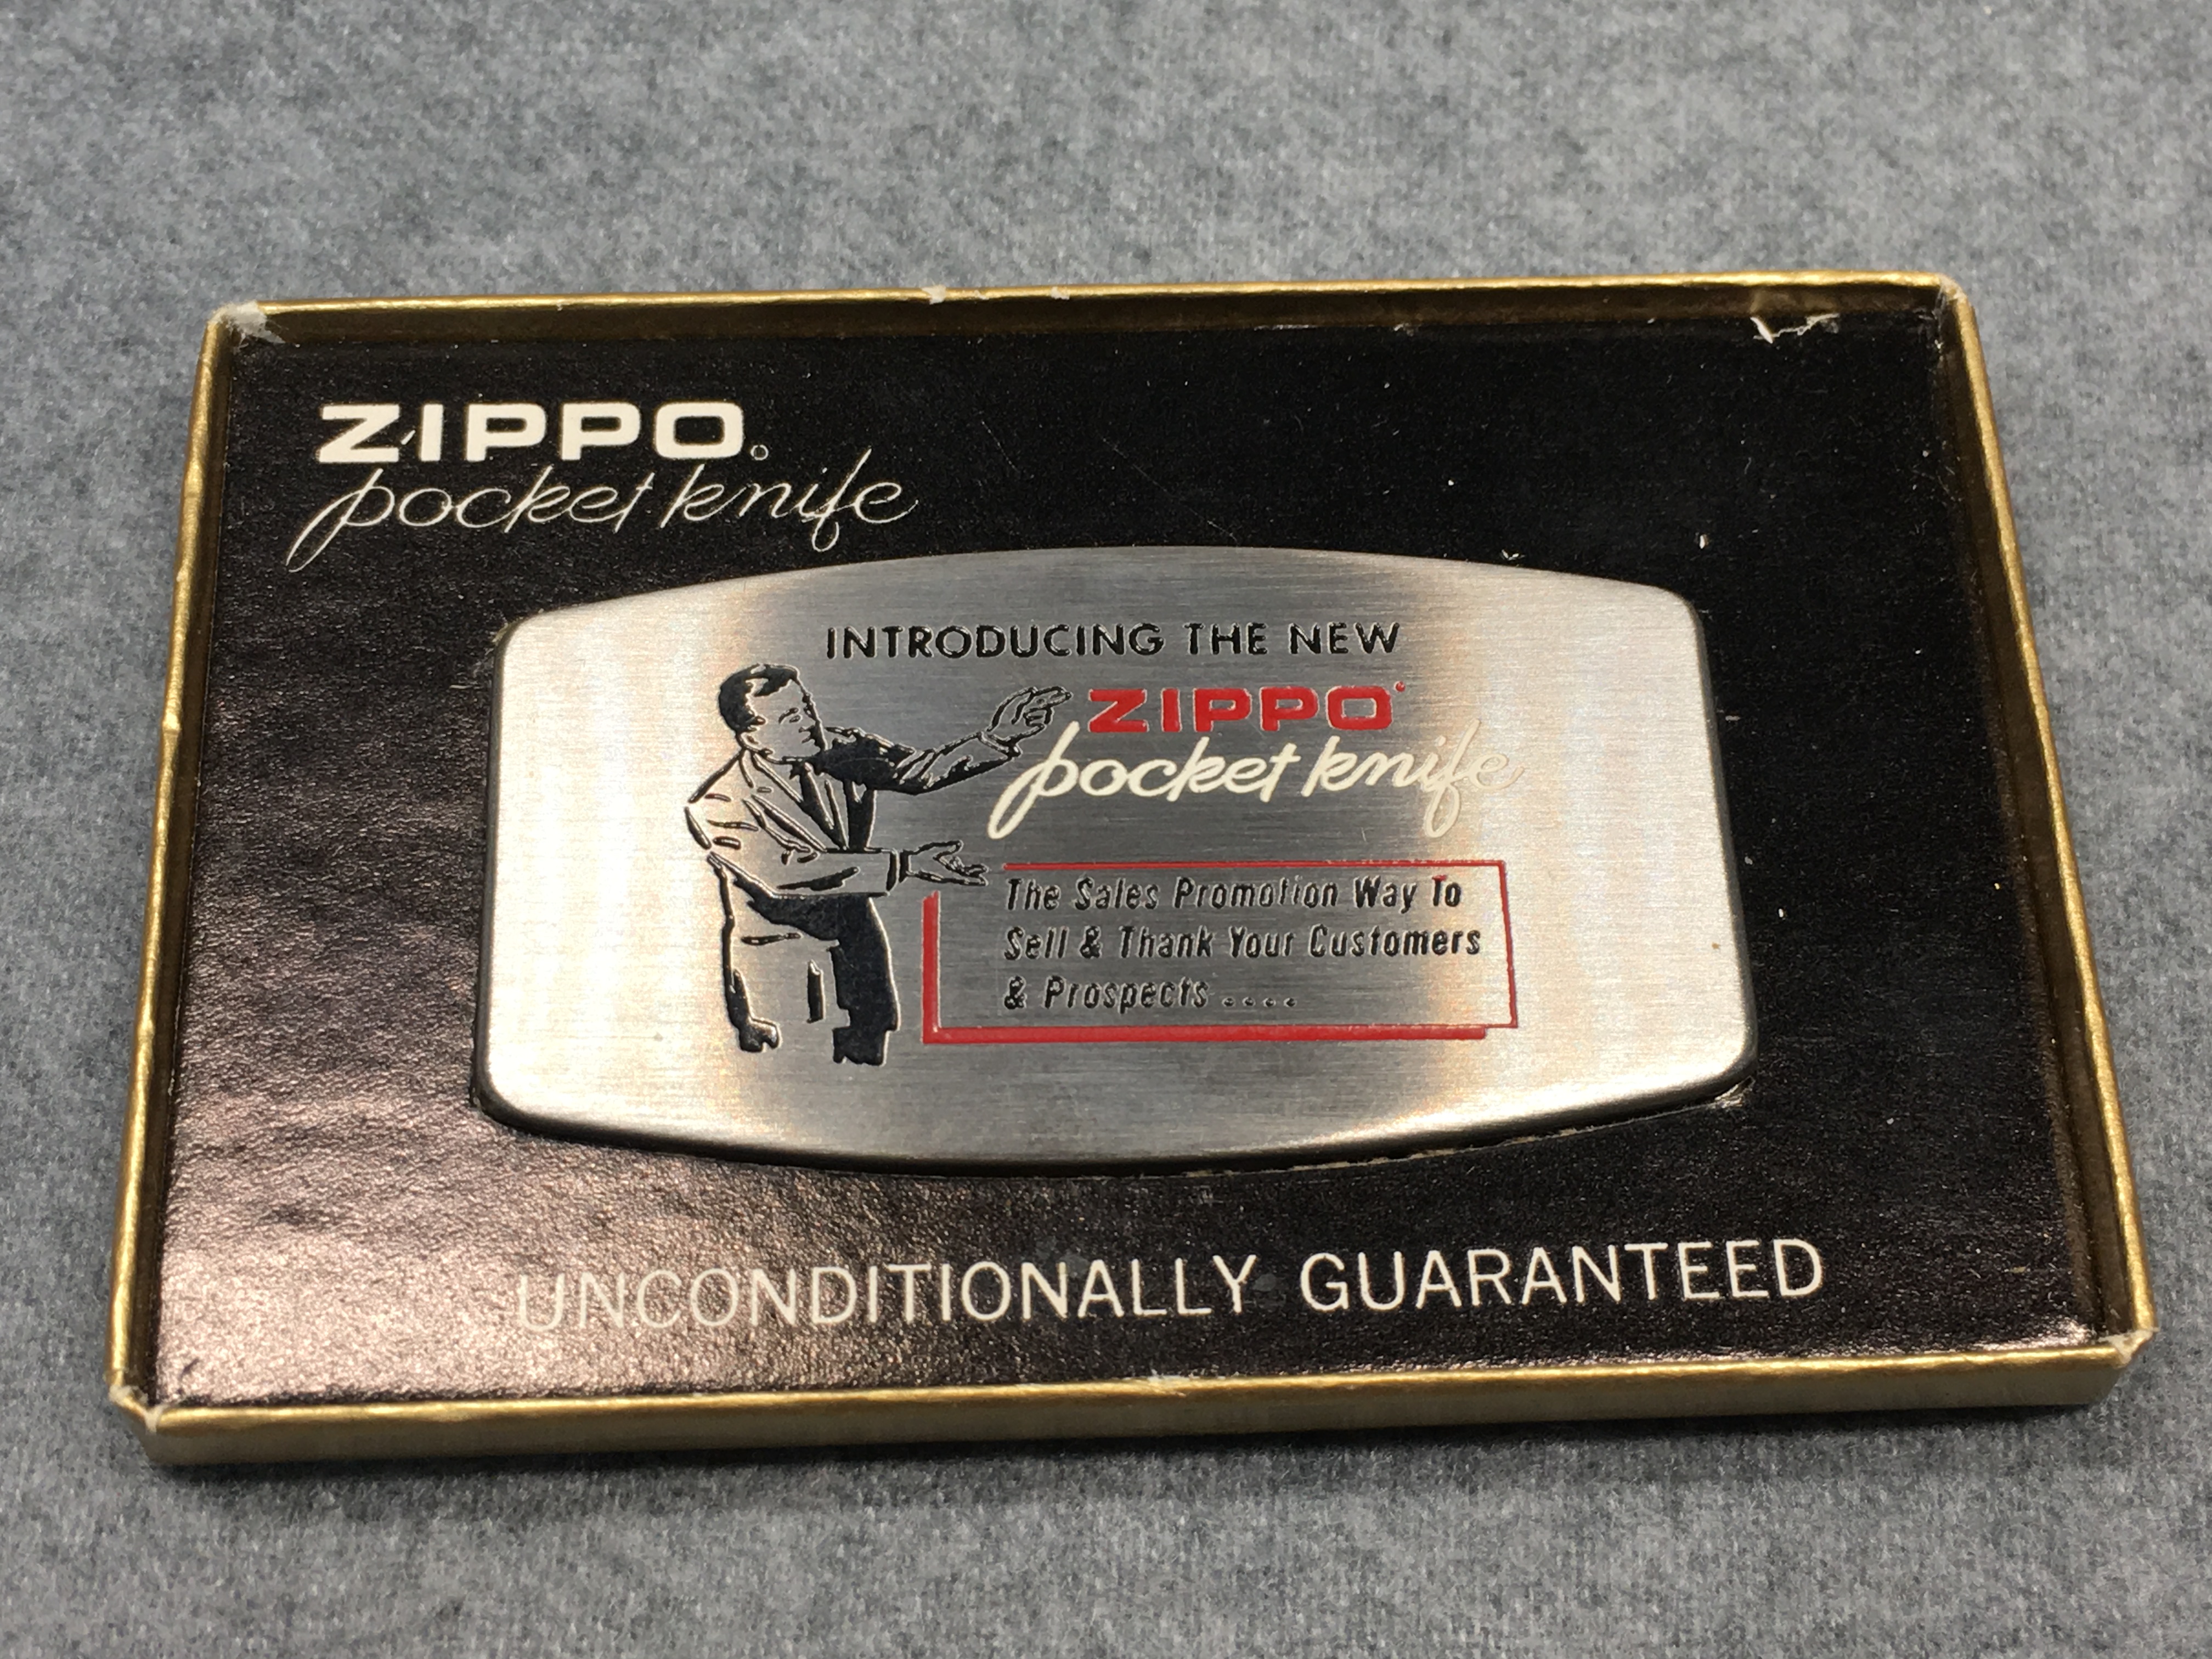 ZIPPO®
pocket knife
INTRODUCING THE NEW
ZIPPO®
pocket knife
The Sales Promotion Way To
Sell & Thank Your Customers
& Prospects ....
UNCONDITIONALLY GUARANTEED